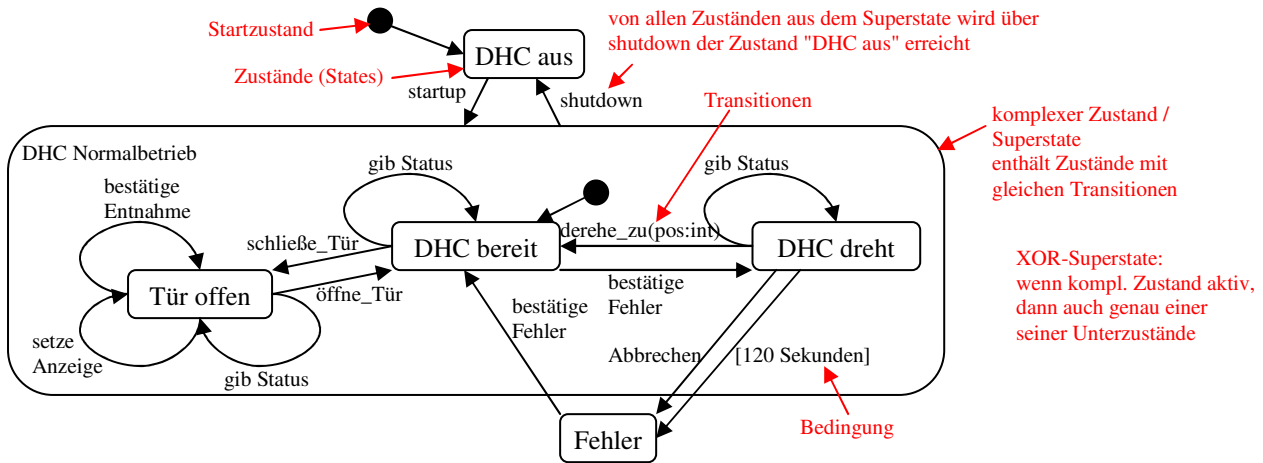 Startzustand
von allen Zuständen aus dem Superstate wird über
shutdown der Zustand "DHC aus" erreicht
DHC aus
Zustände (States)
startup
shutdown
Transitionen
komplexer Zustand /
Superstate
enthält Zustände mit
gleichen Transitionen
DHC Normalbetrieb
bestätige
Entnahme
gib Status
gib Status
schließe_Tür
DHC bereit
derehe_zu(pos:int)
DHC dreht
XOR-Superstate:
wenn kompl. Zustand aktiv,
dann auch genau einer
seiner Unterzustände
Tür offen
öffne_Tür
bestätige
Fehler
bestätige
Fehler
setze
Anzeige
gib Status
Abbrechen
[120 Sekunden]
Bedingung
Fehler